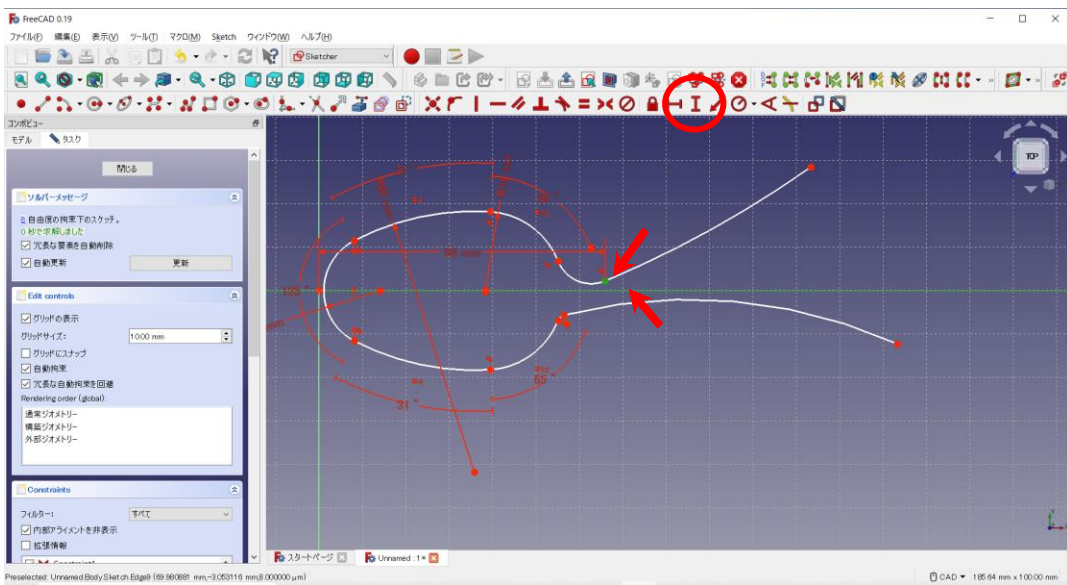 FreeCAD 0.19
ファイル(F) 編集(E) 表示(V) ツール(T) マクロ(M) Sketch ウィンドウ(W) ヘルプ(H)
Sketcher
コンボビュー
モデル タスク
閉じる
ソルバーメッセージ
0 自由度の拘束下のスケッチ。
0 秒で求解しました
冗長な要素を自動削除
自動更新 更新
Edit controls
グリッドの表示
グリッドサイズ: 10.00 mm
グリッドにスナップ
自動拘束
冗長な自動拘束を回避
Rendering order (global):
通常ジオメトリー
構築ジオメトリー
外部ジオメトリー
Constraints
フィルター: すべて
内部アライメントを非表示
拡張情報
Constraint1
TOP
125 °
mm
65 °
31 °
スタートページ
Unnamed : 1*
Preselected: Unnamed.Body.Sketch.Edge9 (69.980881 mm,-3.053116 mm,8.000000 μm)
CAD 185.64 mm x 100.00 mm